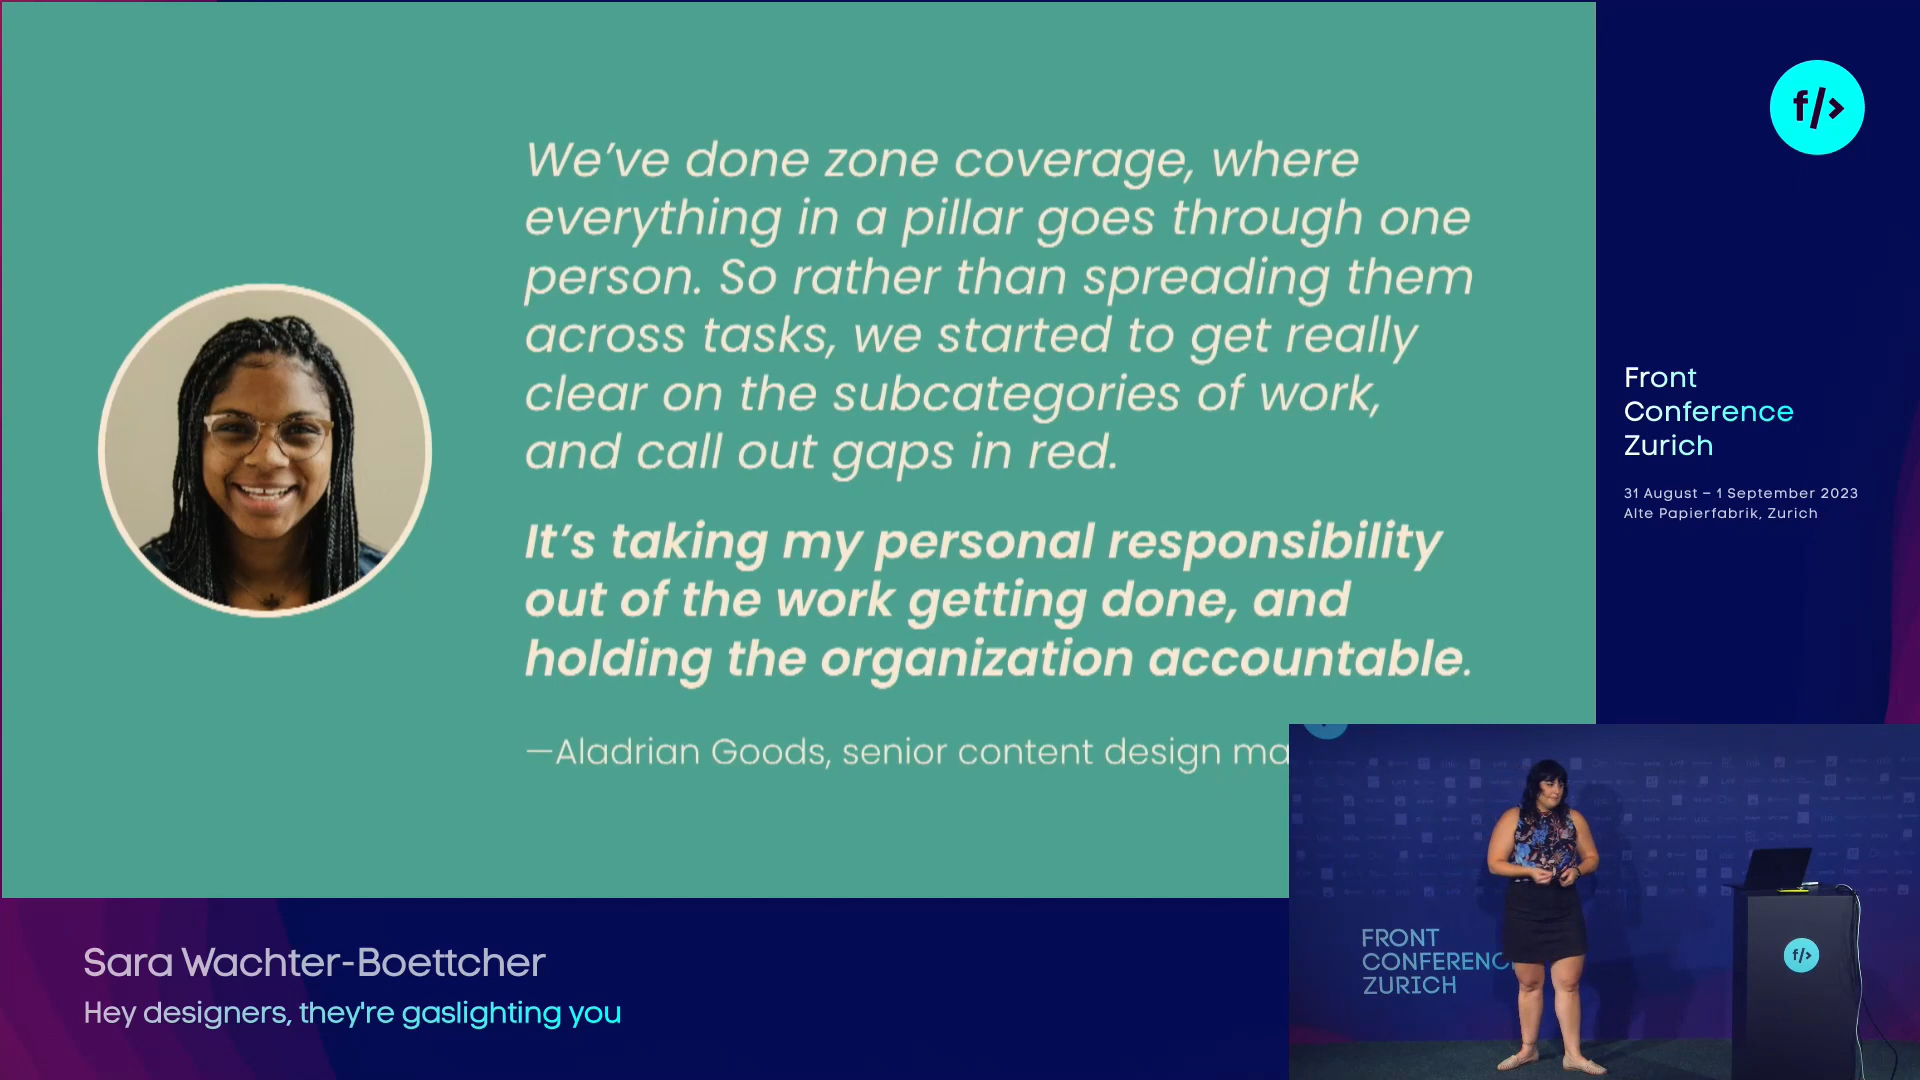 We've done zone coverage, where
everything in a pillar goes through one
person. So rather than spreading them
across tasks, we started to get really
clear on the subcategories of work,
and call out gaps in red.
It's taking my personal responsibility
out of the work getting done, and
holding the organization accountable.
—Aladrian Goods, senior content design
f/>
Front
Conference
Zurich
31 August – 1 September 2023
Alte Papierfabrik, Zurich
FRONT
CONFERENC
ZURICH
f/>
Sara Wachter-Boettcher
Hey designers, they're gaslighting you